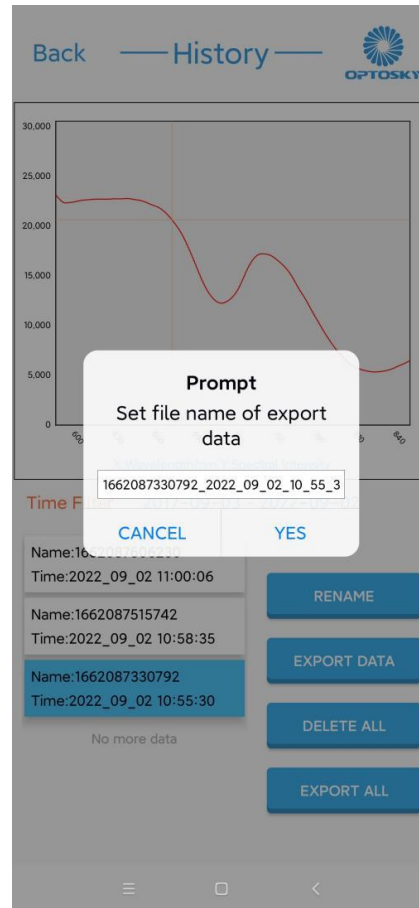 Back
History
OPTOSKY
30,000
25,000
20,000
15,000
10,000
5,000
0
600
840
Prompt
Set file name of export
data
1662087330792_2022_09_02_10_55_3
CANCEL
YES
Time
Name:1662087606230
Time:2022_09_02 11:00:06
Name:1662087515742
Time:2022_09_02 10:58:35
Name:1662087330792
Time:2022_09_02 10:55:30
No more data
RENAME
EXPORT DATA
DELETE ALL
EXPORT ALL